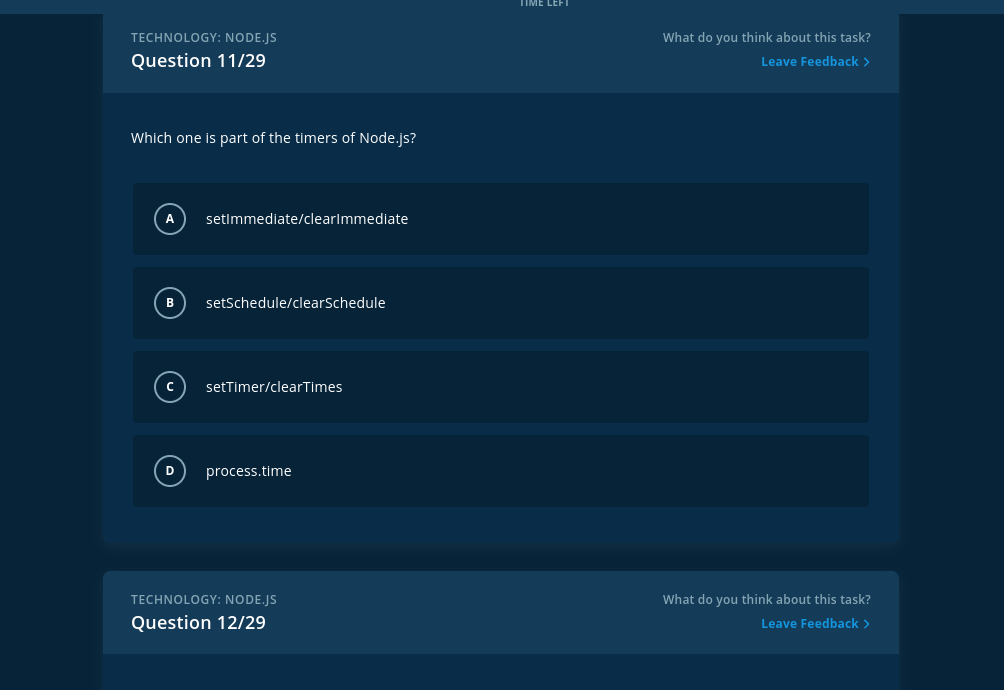 TIME LEFT
TECHNOLOGY: NODE.JS
What do you think about this task?
Question 11/29
Leave Feedback >
Which one is part of the timers of Node.js?
A setImmediate/clearImmediate
B setSchedule/clearSchedule
C setTimer/clearTimes
D process.time
TECHNOLOGY: NODE.JS
What do you think about this task?
Question 12/29
Leave Feedback >